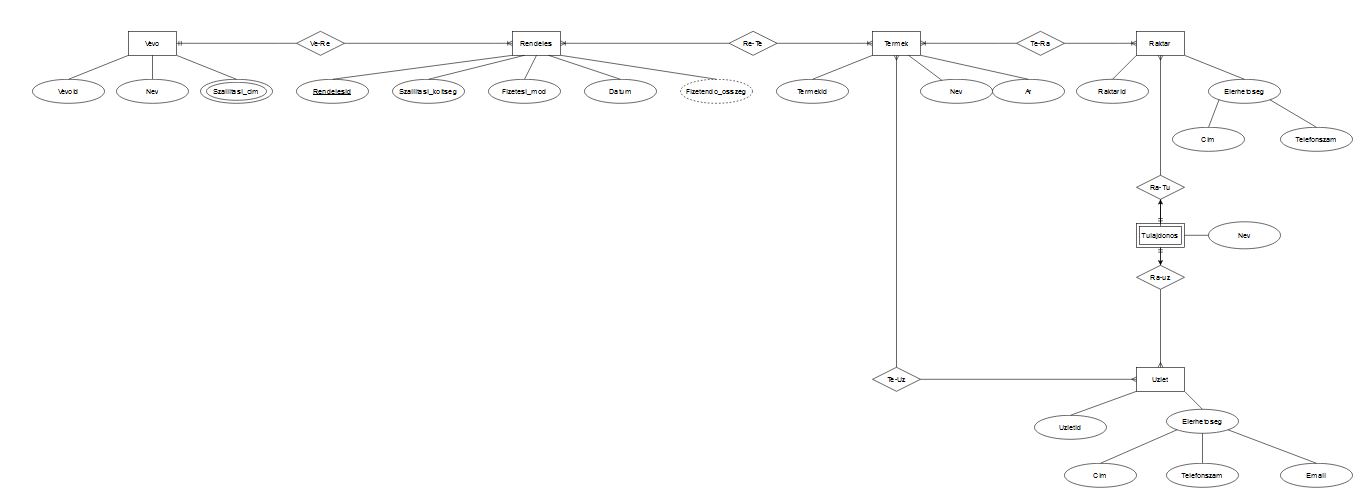 Vevo
Ve-Re
Rendeles
Re-Te
Termek
Te-Ra
Raktar
VevoId
Nev
Szallitasi_cim
RendelesId
Szallitasi_koltseg
Fizetesi_mod
Datum
Fizetendo_osszeg
TermekId
Nev
Ar
RaktarId
Elerhetoseg
Cim
Telefonszam
Ra-Tu
Tulajdonos
Nev
Ra-uz
Te-Uz
Uzlet
UzletId
Elerhetoseg
Cim
Telefonszam
Email